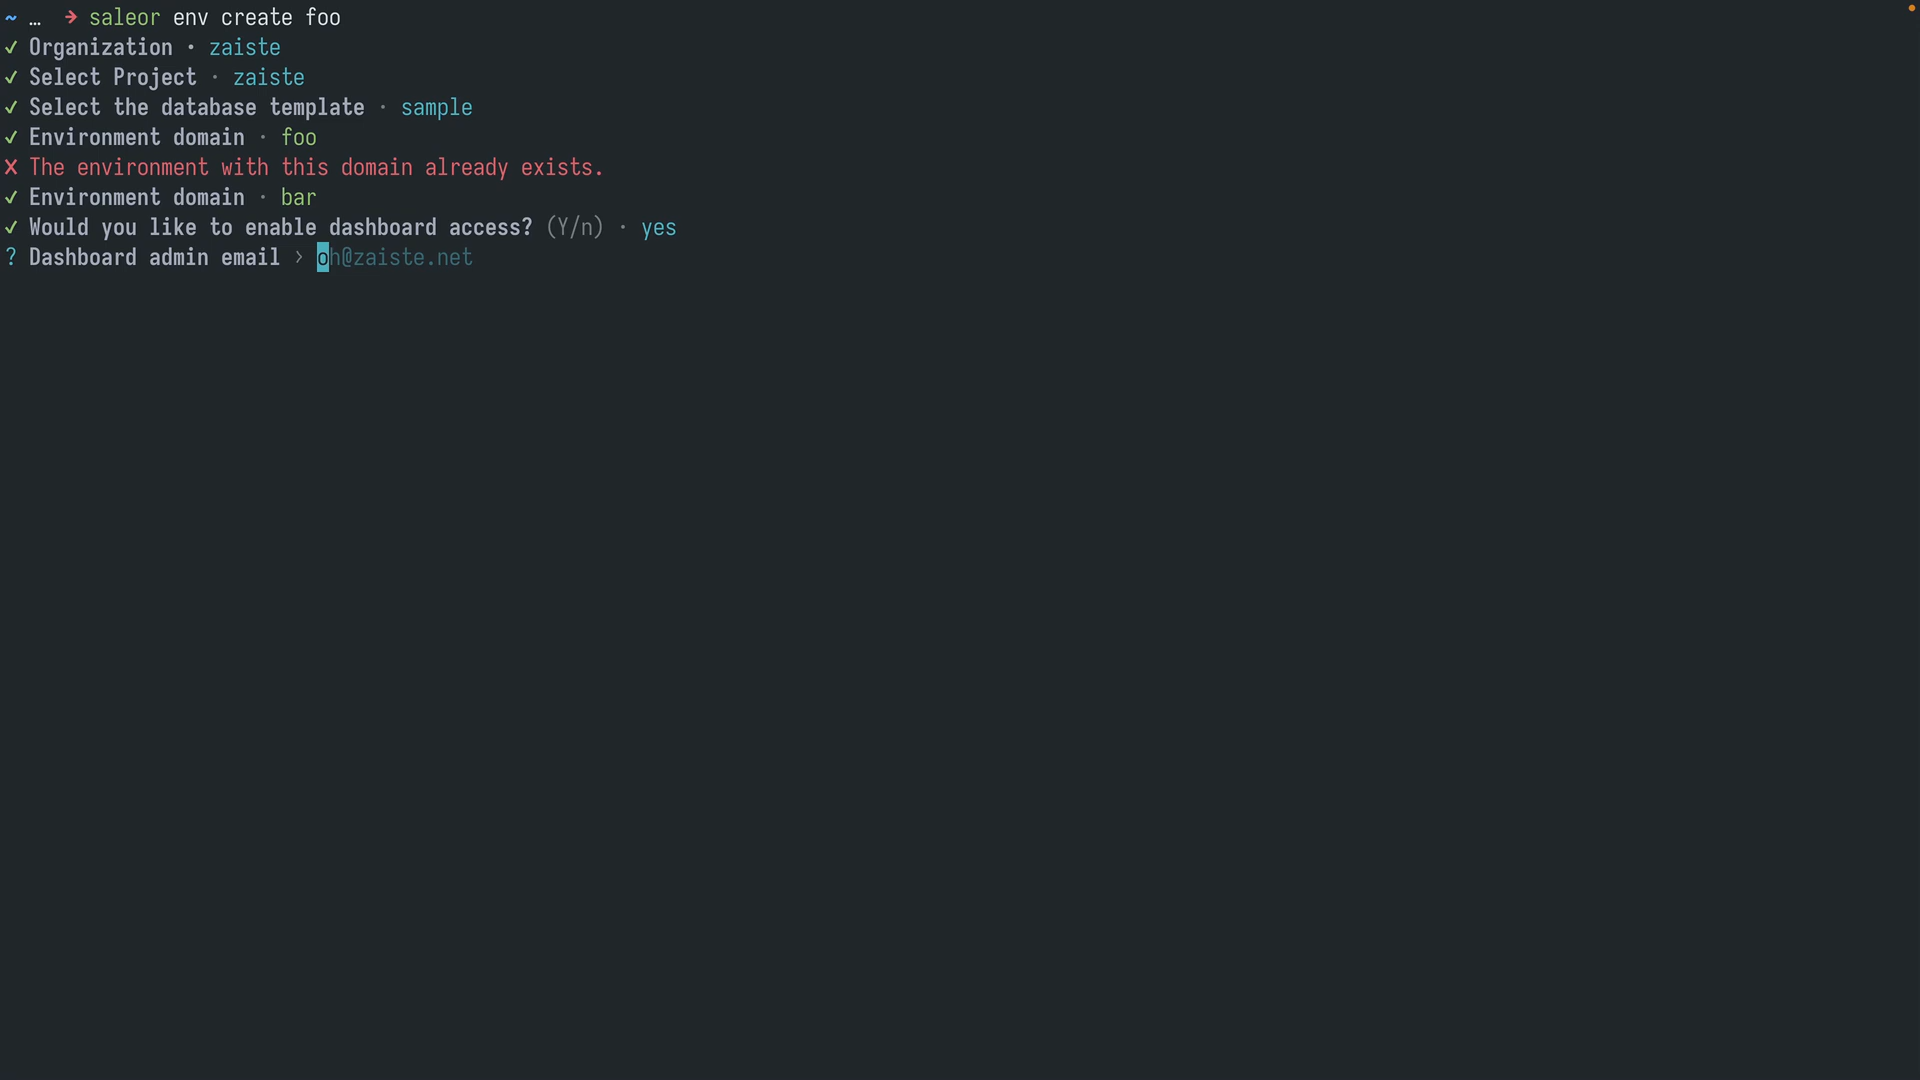 ~ … ➔ saleor env create foo
✓ Organization · zaiste
✓ Select Project · zaiste
✓ Select the database template · sample
✓ Environment domain · foo
✗ The environment with this domain already exists.
✓ Environment domain · bar
✓ Would you like to enable dashboard access? (Y/n) · yes
? Dashboard admin email › oh@zaiste.net